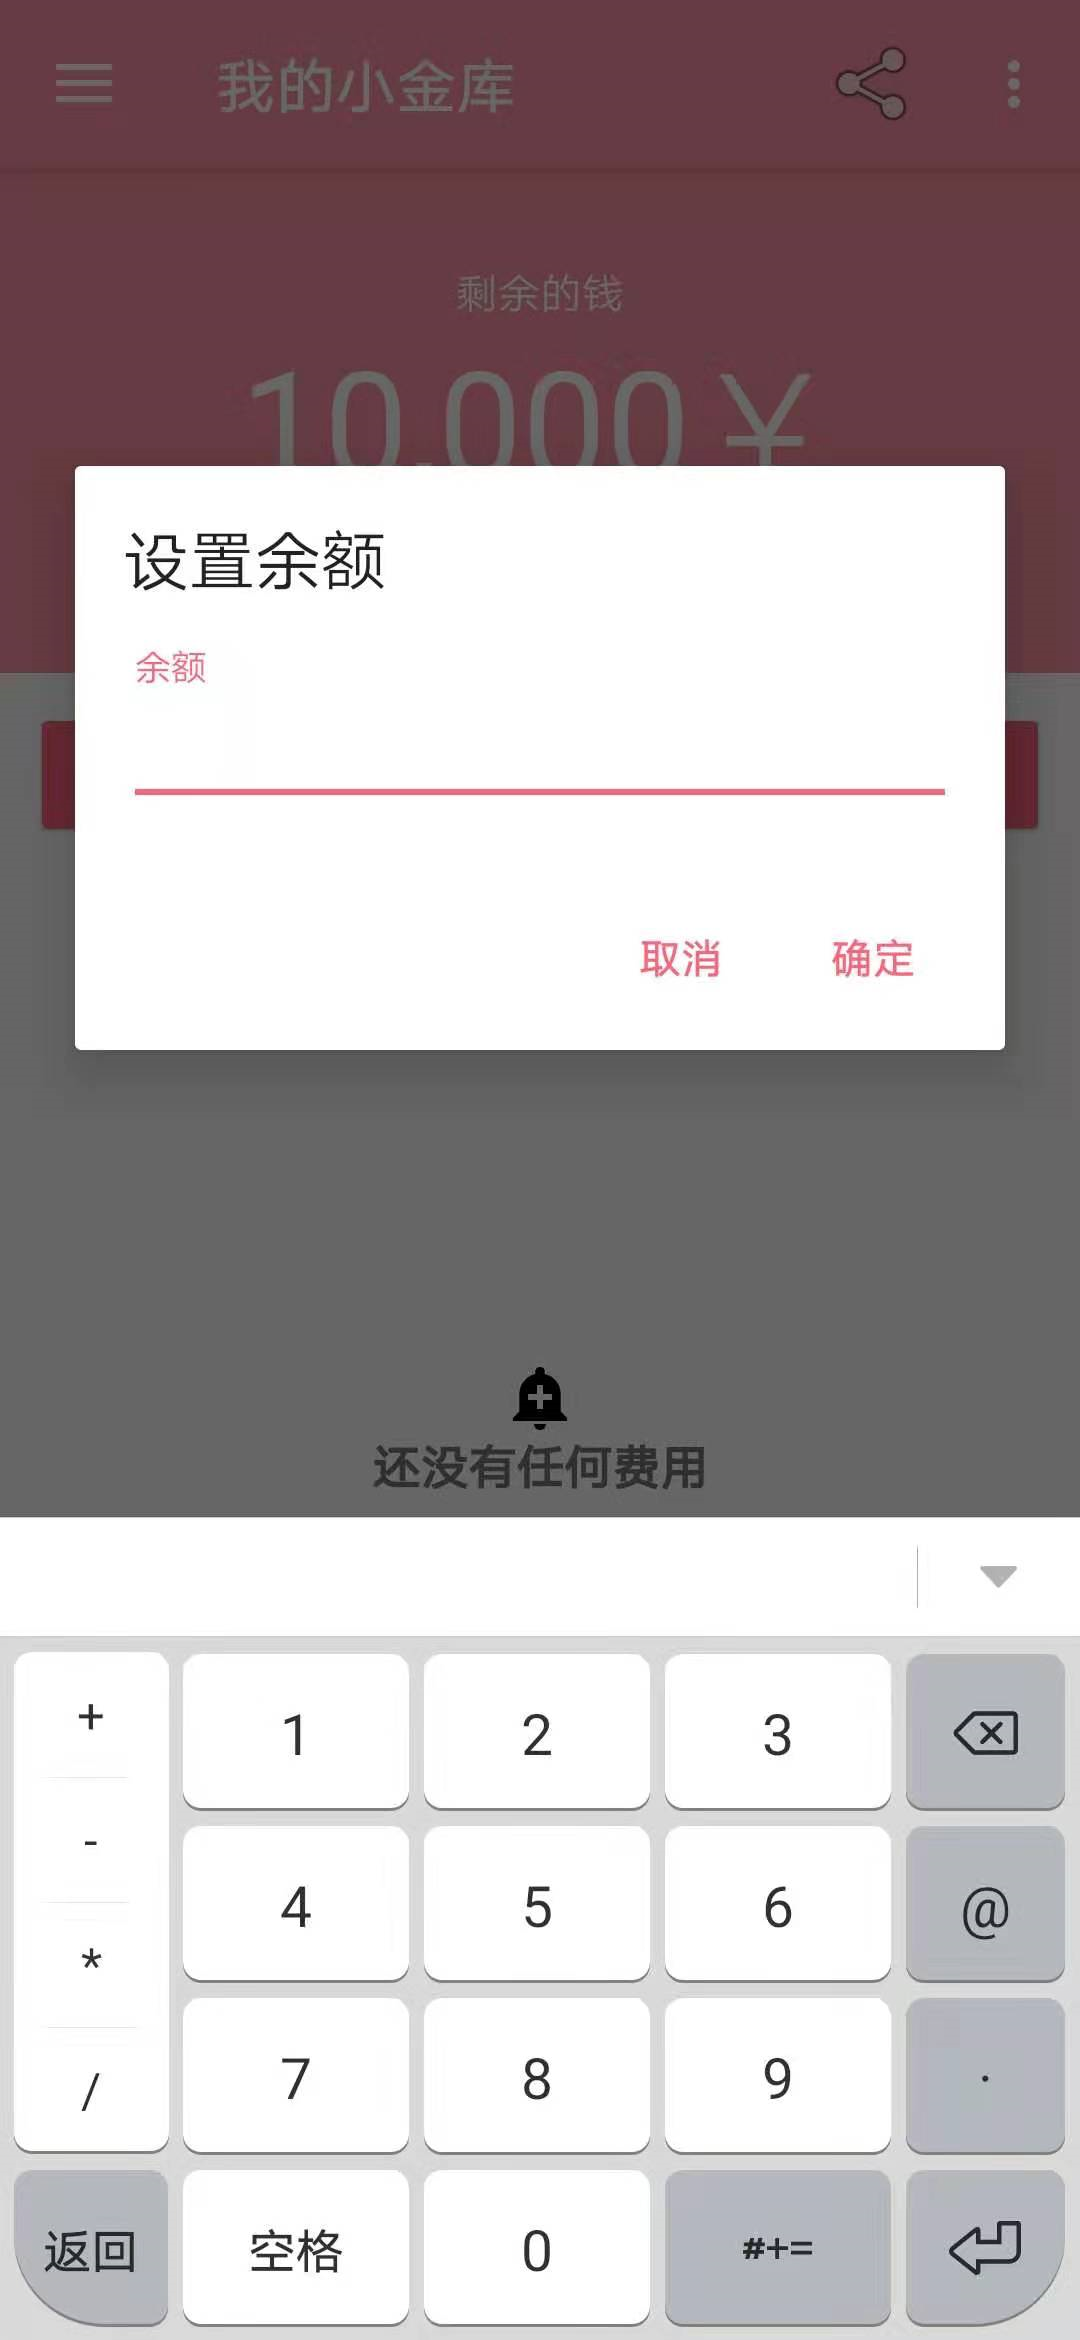 我的小金库
剩余的钱
10,000 ¥
设置余额
余额
取消 确定
还没有任何费用
+ 1 2 3
- 4 5 6 @
* 7 8 9 .
/
返回 空格 0 #+=